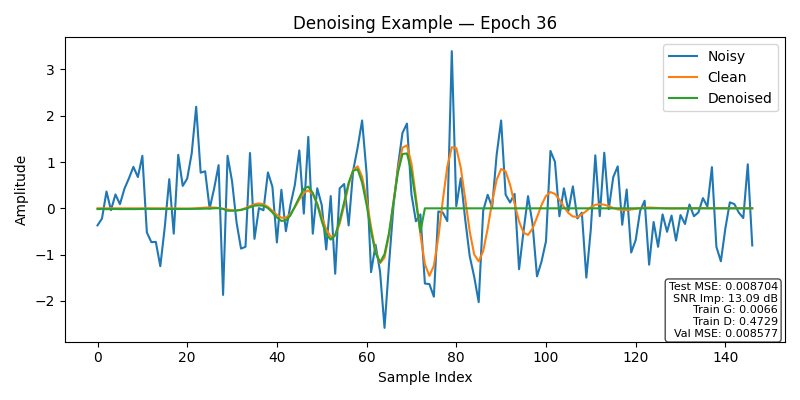 Denoising Example — Epoch 36
Amplitude
3
2
1
0
−1
−2
Noisy
Clean
Denoised
Test MSE: 0.008704
SNR Imp: 13.09 dB
Train G: 0.0066
Train D: 0.4729
Val MSE: 0.008577
0 20 40 60 80 100 120 140
Sample Index